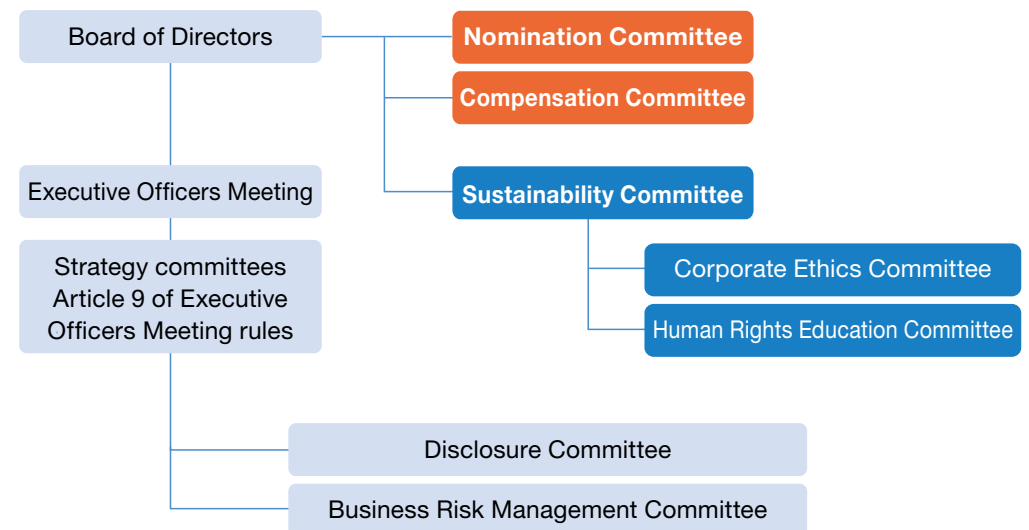 Board of Directors
Nomination Committee
Compensation Committee
Executive Officers Meeting
Sustainability Committee
Strategy committees
Article 9 of Executive
Officers Meeting rules
Corporate Ethics Committee
Human Rights Education Committee
Disclosure Committee
Business Risk Management Committee